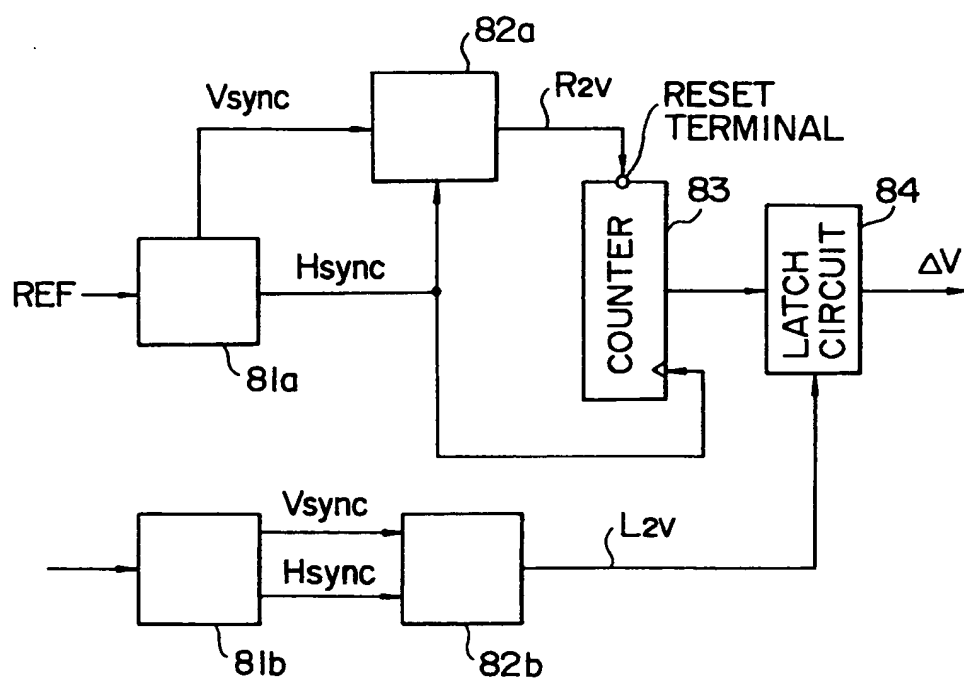 82a
Vsync
R2V
RESET
TERMINAL
83
84
REF
Hsync
COUNTER
LATCH
CIRCUIT
ΔV
81a
Vsync
Hsync
L2V
81b
82b